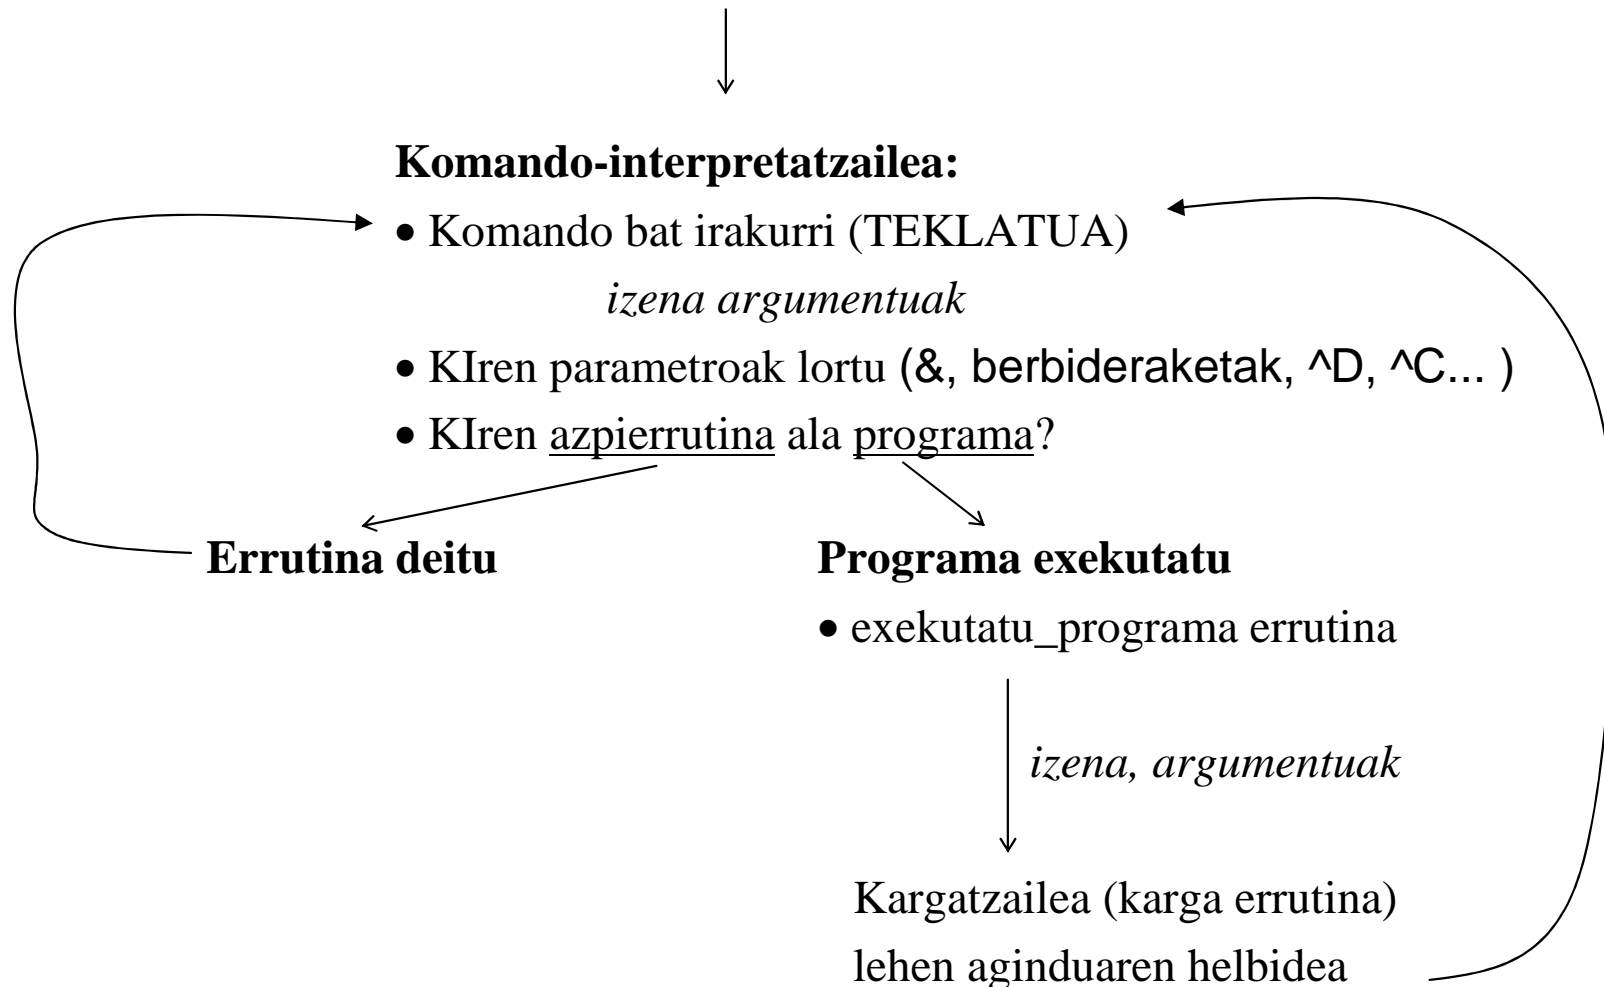 Komando-interpretatzailea:
• Komando bat irakurri (TEKLATUA)
izena argumentuak
• KIren parametroak lortu (&, berbideraketak, ^D, ^C... )
• KIren azpierrutina ala programa?
Errutina deitu
Programa exekutatu
• exekutatu_programa errutina
izena, argumentuak
Kargatzailea (karga errutina)
lehen aginduaren helbidea